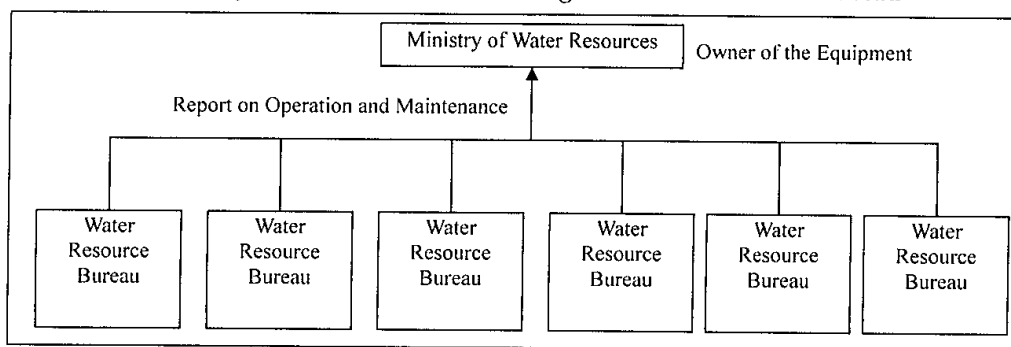 Ministry of Water Resources
Owner of the Equipment
Report on Operation and Maintenance
Water
Resource
Bureau
Water
Resource
Bureau
Water
Resource
Bureau
Water
Resource
Bureau
Water
Resource
Bureau
Water
Resource
Bureau